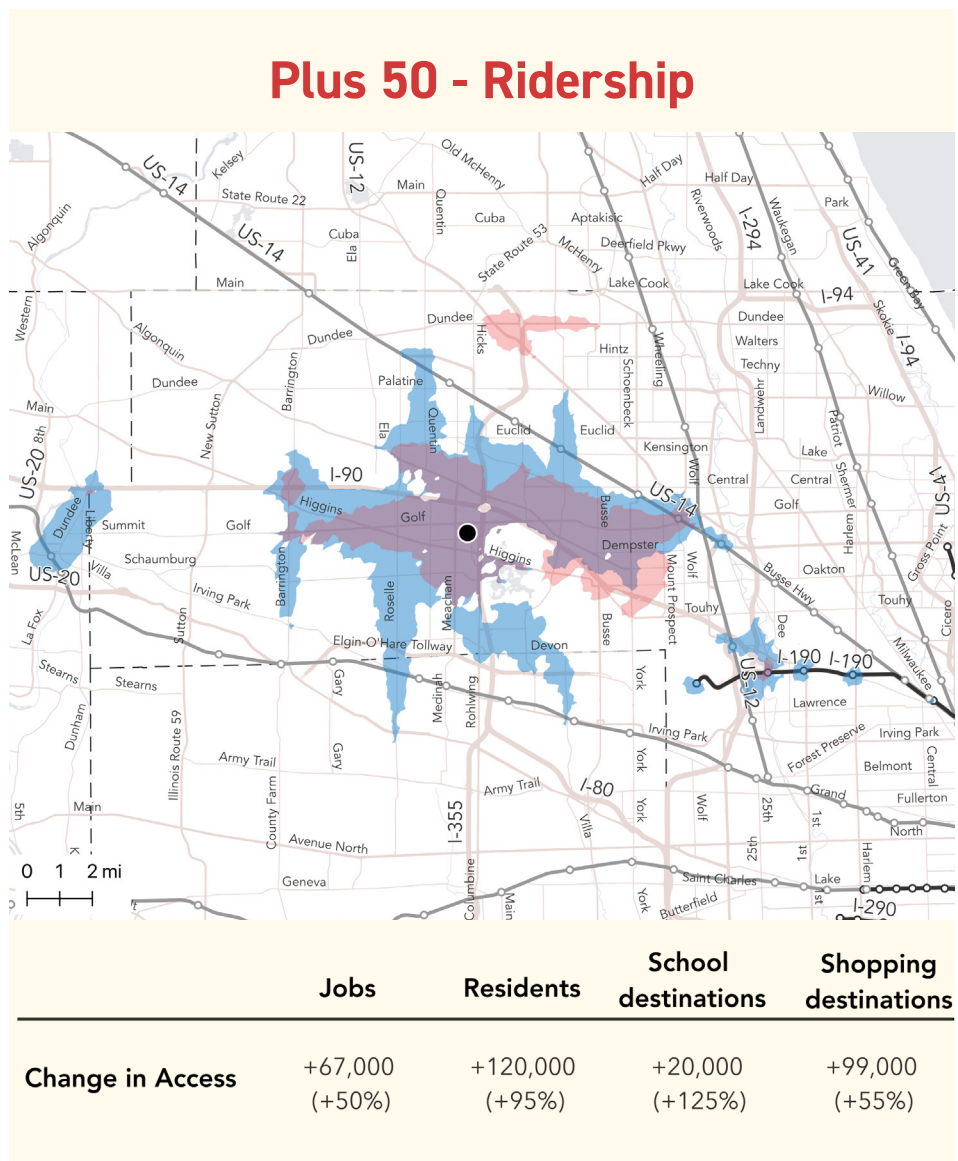 Plus 50 - Ridership
US-14
Kelsey
US-12
Old McHenry
Half Day
Half Day
Main
Quentin
State Route 22
Riverwoods
Park
Algonquin
US-14
Cuba
Ela
Cuba
State Route 53
Aptakisic
McHenry
Deerfield Pkwy
I-294
Waukegan
US-41
Green Bay
Main
Lake Cook
Lake Cook
I-94
Western
Algonquin
Dundee
Dundee
Hicks
Dundee
Skokie
I-94
Walters
Hintz
Wheeling
Techny
Barrington
Dundee
Palatine
Schoenbeck
Landwehr
Willow
Main
New Sutton
Ela
Quentin
Euclid
Euclid
Patriot
8th
Kensington
Lake
US-20
I-90
Wolf
Central
Central
Shermer
US-41
US-14
Dundee
Liberty
Summit
Golf
Higgins
Golf
Busse
Golf
Harlem
McLean
Schaumburg
Higgins
Dempster
Gross Point
US-20
Villa
Irving Park
Barrington
Roselle
Meacham
Mount Prospect
Wolf
Busse Hwy
Oakton
La Fox
Sutton
Busse
Touhy
Dee
Touhy
Cicero
Elgin-O'Hare Tollway
Devon
I-190
I-190
Milwaukee
Stearns
Stearns
Gary
Medinah
Rohlwing
York
US-12
Lawrence
Dunham
Illinois Route 59
Irving Park
Forest Preserve
Irving Park
Army Trail
Gary
York
Belmont
Central
5th
Main
County Farm
Army Trail
I-80
York
Wolf
25th
Grand
1st
Fullerton
I-355
Villa
North
K
Avenue North
25th
1st
Harlem
0 1 2 mi
Geneva
Columbine
Main
York
Saint Charles
Lake
1st
Butterfield
I-290
Jobs Residents School destinations Shopping destinations
Change in Access +67,000 +120,000 +20,000 +99,000
(+50%) (+95%) (+125%) (+55%)